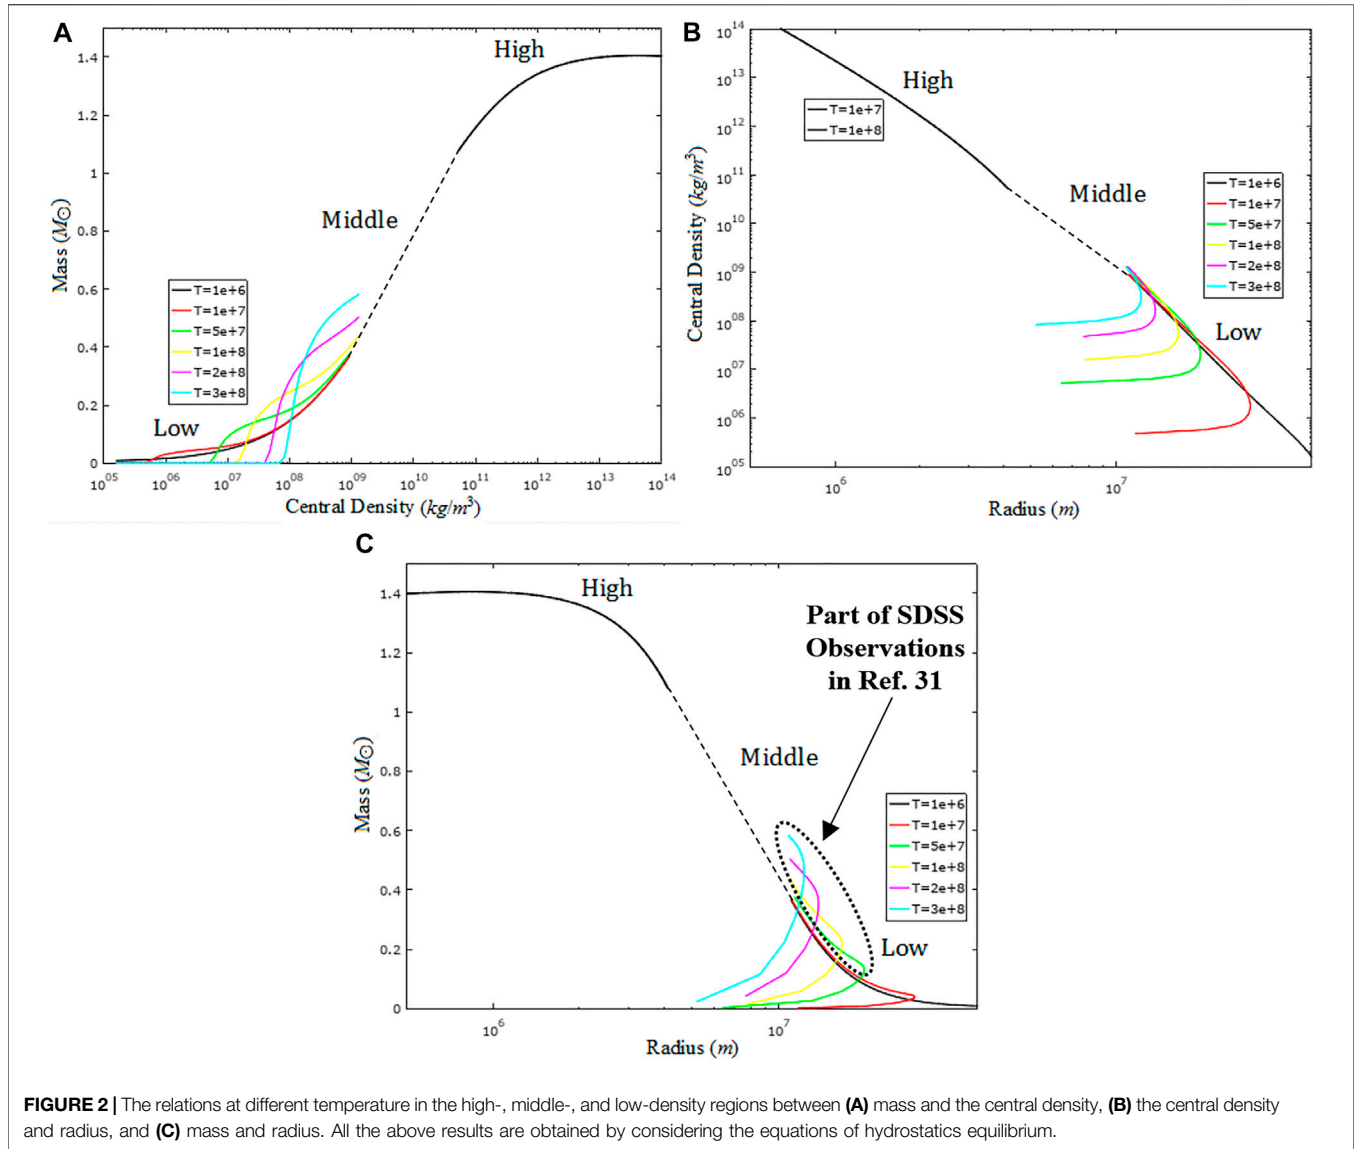 A
High
Middle
Low
T=1e+6
T=1e+7
T=5e+7
T=1e+8
T=2e+8
T=3e+8
Mass (M☉)
1.4
1.2
1
0.8
0.6
0.4
0.2
0
10^05 10^06 10^07 10^08 10^09 10^10 10^11 10^12 10^13 10^14
Central Density (kg/m^3)
B
High
T=1e+7
T=1e+8
Middle
Low
T=1e+6
T=1e+7
T=5e+7
T=1e+8
T=2e+8
T=3e+8
Central Density (kg/m^3)
10^14
10^13
10^12
10^11
10^10
10^09
10^08
10^07
10^06
10^05
10^6 10^7
Radius (m)
C
High
Part of SDSS
Observations
in Ref. 31
Middle
Low
T=1e+6
T=1e+7
T=5e+7
T=1e+8
T=2e+8
T=3e+8
Mass (M☉)
1.4
1.2
1
0.8
0.6
0.4
0.2
0
10^6 10^7
Radius (m)
FIGURE 2 | The relations at different temperature in the high-, middle-, and low-density regions between (A) mass and the central density, (B) the central density
and radius, and (C) mass and radius. All the above results are obtained by considering the equations of hydrostatics equilibrium.